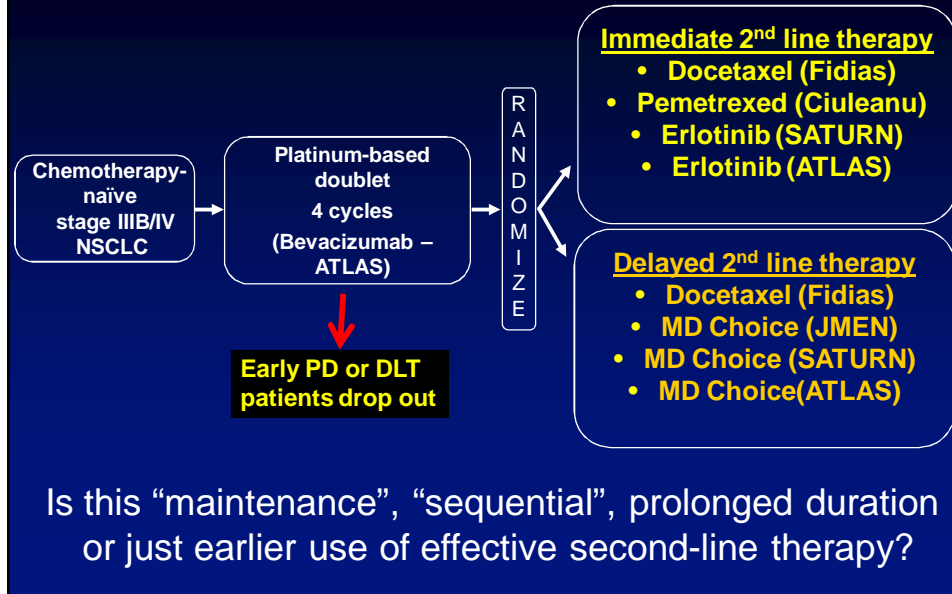 Chemotherapy-
naïve
stage IIIB/IV
NSCLC
Platinum-based
doublet
4 cycles
(Bevacizumab –
ATLAS)
Early PD or DLT
patients drop out
R
A
N
D
O
M
I
Z
E
Immediate 2nd line therapy
• Docetaxel (Fidias)
• Pemetrexed (Ciuleanu)
• Erlotinib (SATURN)
• Erlotinib (ATLAS)
Delayed 2nd line therapy
• Docetaxel (Fidias)
• MD Choice (JMEN)
• MD Choice (SATURN)
• MD Choice(ATLAS)
Is this “maintenance”, “sequential”, prolonged duration
or just earlier use of effective second-line therapy?